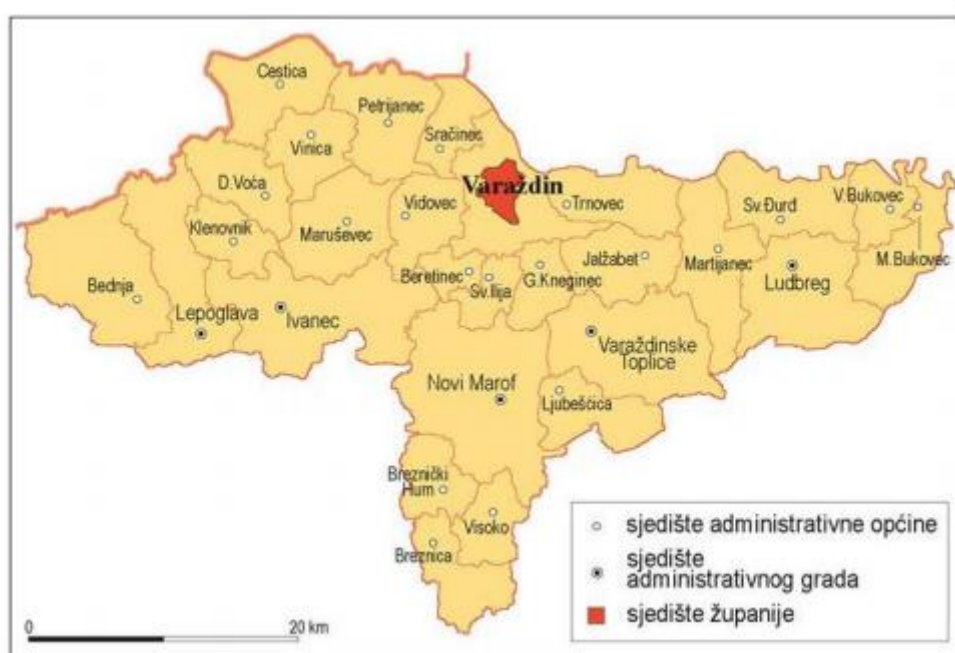 Cestica
Petrijanec
Vinica
Sračinec
Varaždin
D.Voća
Vidovec
Trnovec
Sv.Đurđ
V.Bukovec
Klenovnik
Maruševec
M.Bukovec
Bednja
Beretinec
Sv.Ilija
G.Kneginec
Jalžabet
Martijanec
Ludbreg
Lepoglava
Ivanec
Varaždinske
Toplice
Novi Marof
Ljubešćica
Breznički
Hum
Visoko
Breznica
sjedište administrativne općine
sjedište
administrativnog grada
sjedište županije
0 20 km